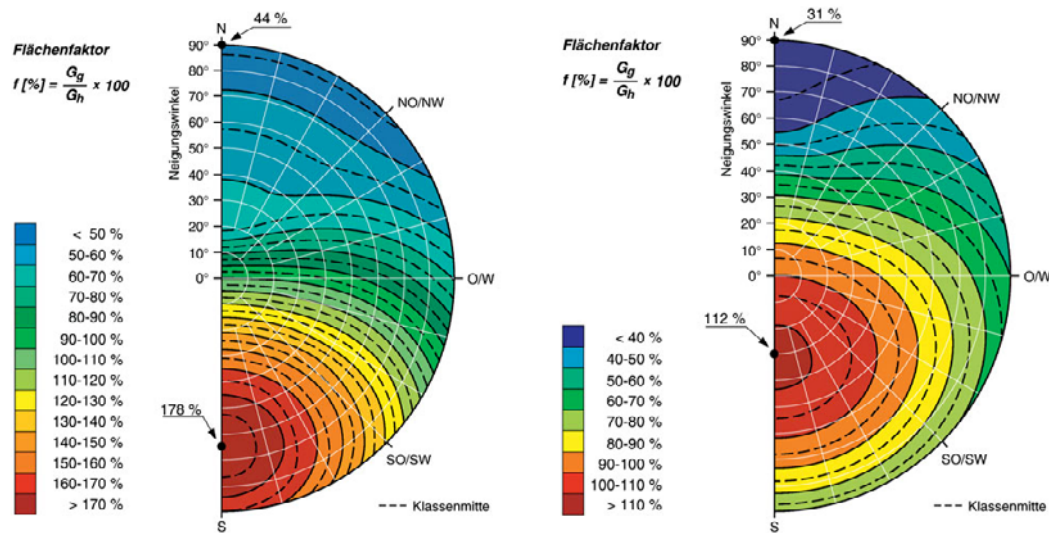 Flächenfaktor
f [%] = Gg / Gh × 100
N
44 %
90°
80°
70°
60°
50°
40°
30°
20°
10°
0°
Neigungswinkel
NO/NW
O/W
SO/SW
S
178 %
< 50 %
50-60 %
60-70 %
70-80 %
80-90 %
90-100 %
100-110 %
110-120 %
120-130 %
130-140 %
140-150 %
150-160 %
160-170 %
> 170 %
Klassenmitte
Flächenfaktor
f [%] = Gg / Gh × 100
N
31 %
90°
80°
70°
60°
50°
40°
30°
20°
10°
0°
Neigungswinkel
NO/NW
O/W
SO/SW
S
112 %
< 40 %
40-50 %
50-60 %
60-70 %
70-80 %
80-90 %
90-100 %
100-110 %
> 110 %
Klassenmitte